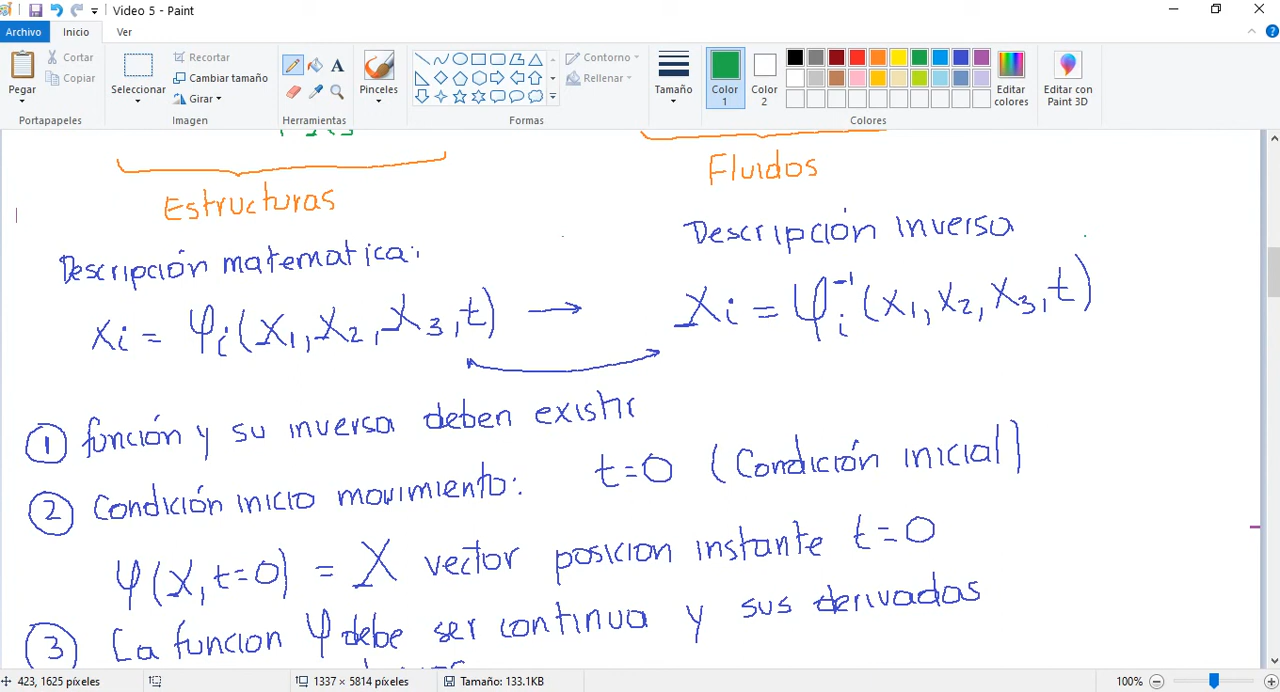 Video 5 - Paint
Archivo Inicio Ver
Pegar
Cortar
Copiar
Portapapeles
Seleccionar
Recortar
Cambiar tamaño
Girar
Imagen
A
Herramientas
Pinceles
Contorno
Rellenar
Formas
Tamaño
Color 1
Color 2
Editar colores
Editar con Paint 3D
Colores
Estructuras
Fluidos
Descripción matematica:
Descripción inversa
xi = φi(X1, X2, X3, t) →
Xi = φi⁻¹(x1, x2, x3, t)
① función y su inversa deben existir
② Condición inicio movimiento: t=0 (Condición inicial)
φ(X, t=0) = X vector posición instante t=0
③ La funcion φ debe ser continua y sus derivadas
423, 1625 píxeles
1337 × 5814 píxeles
Tamaño: 133.1KB
100%